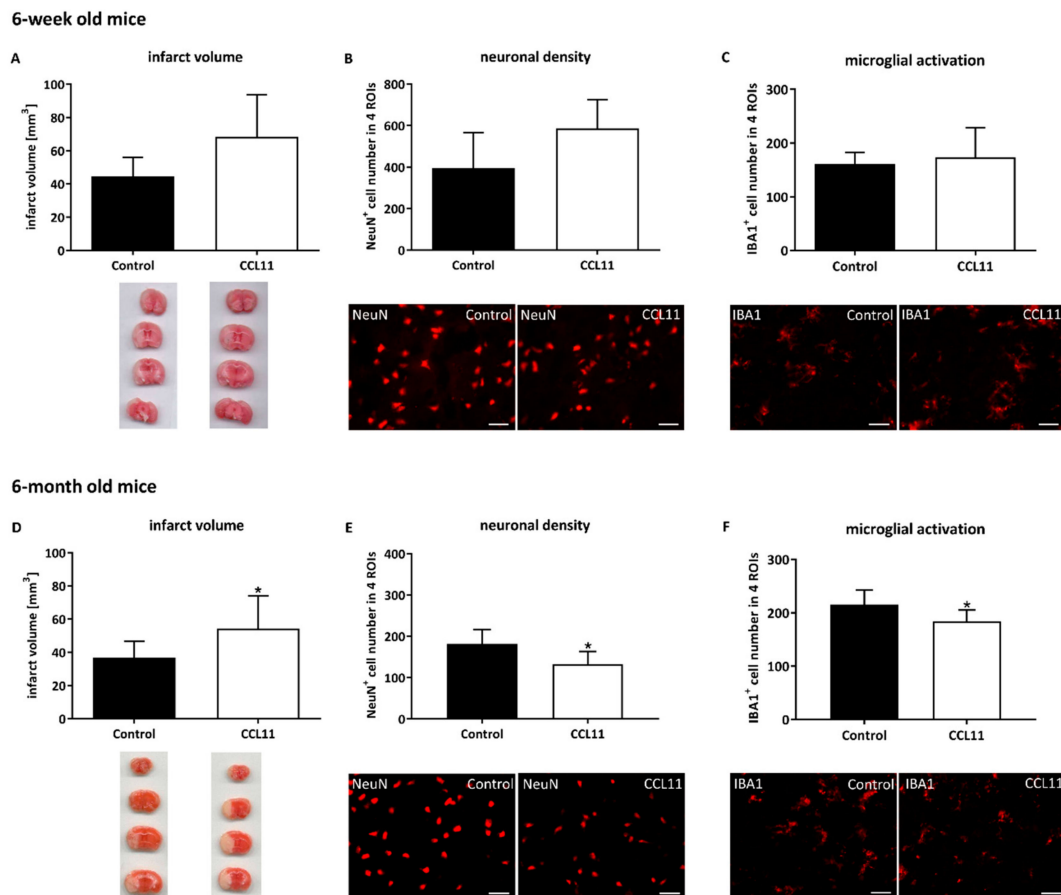 6-week old mice
A
infarct volume
infarct volume [mm³]
100
80
60
40
20
0
Control
CCL11
B
neuronal density
NeuN⁺ cell number in 4 ROIs
800
600
400
200
0
Control
CCL11
C
microglial activation
IBA1⁺ cell number in 4 ROIs
300
200
100
0
Control
CCL11
NeuN Control
NeuN CCL11
IBA1 Control
IBA1 CCL11
6-month old mice
D
infarct volume
infarct volume [mm³]
100
80
60
40
20
0
*
Control
CCL11
E
neuronal density
NeuN⁺ cell number in 4 ROIs
400
300
200
100
0
*
Control
CCL11
F
microglial activation
IBA1⁺ cell number in 4 ROIs
300
200
100
0
*
Control
CCL11
NeuN Control
NeuN CCL11
IBA1 Control
IBA1 CCL11